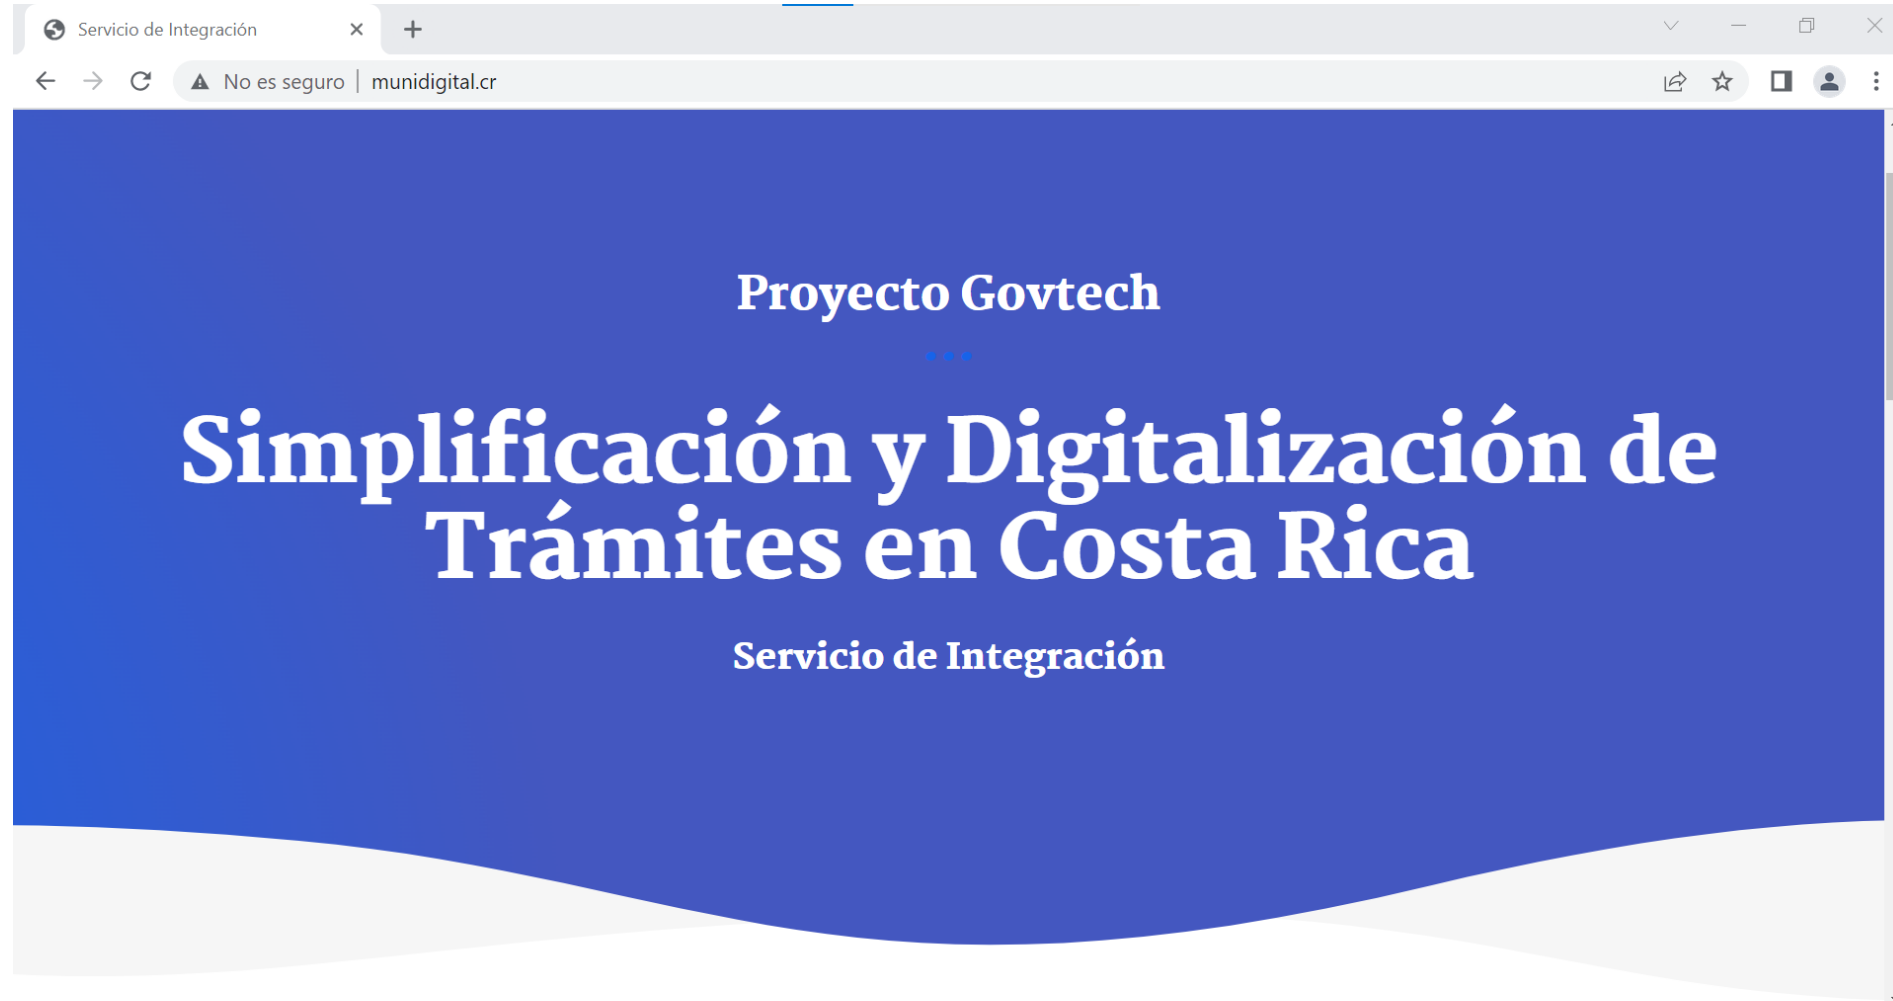 Servicio de Integración
No es seguro | munidigital.cr
Proyecto Govtech
Simplificación y Digitalización de
Trámites en Costa Rica
Servicio de Integración